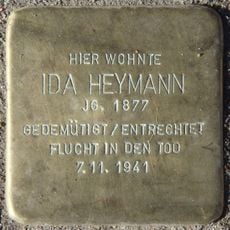 HIER WOHNTE
IDA HEYMANN
JG. 1877
GEDEMÜTIGT/ENTRECHTET
FLUCHT IN DEN TOD
7.11.1941